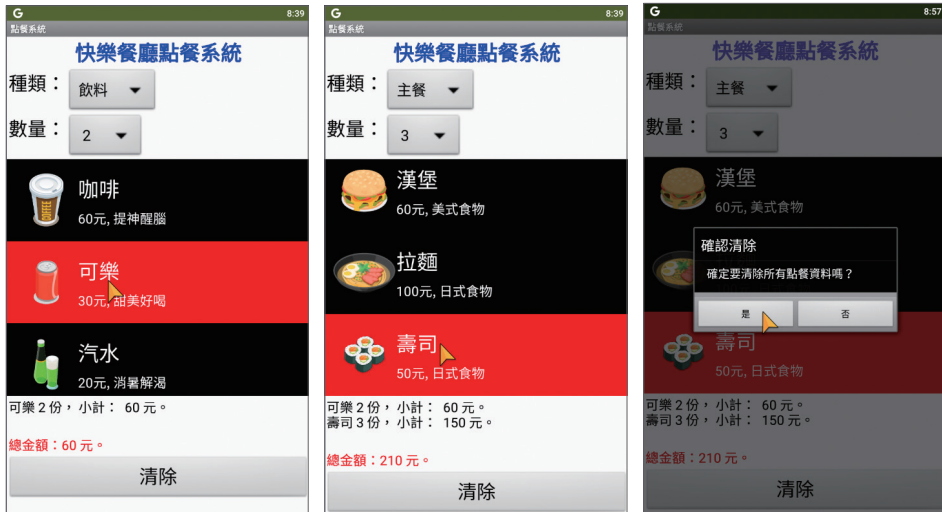 G 8:39
點餐系統
快樂餐廳點餐系統
種類： 飲料
數量： 2
COFFEE
咖啡
60元, 提神醒腦
可樂
30元, 甜美好喝
汽水
20元, 消暑解渴
可樂 2 份， 小計： 60 元。
總金額：60 元。
清除
G 8:39
點餐系統
快樂餐廳點餐系統
種類： 主餐
數量： 3
漢堡
60元, 美式食物
拉麵
100元, 日式食物
壽司
50元, 日式食物
可樂 2 份， 小計： 60 元。
壽司 3 份， 小計： 150 元。
總金額：210 元。
清除
G 8:57
點餐系統
快樂餐廳點餐系統
種類： 主餐
數量： 3
漢堡
60元, 美式食物
確認清除
確定要清除所有點餐資料嗎？
是 否
壽司
50元, 日式食物
可樂 2 份， 小計： 60 元。
壽司 3 份， 小計： 150 元。
總金額：210 元。
清除